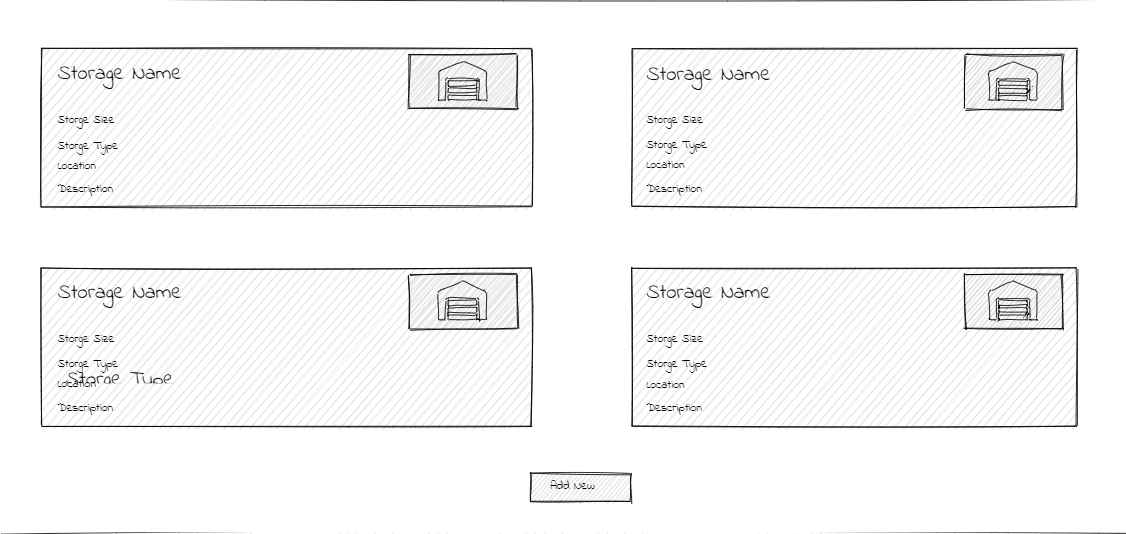 Storage Name
Storge Size
Storge Type
Location
Description
Storage Name
Storge Size
Storge Type
Location
Description
Storage Name
Storge Size
Storge Type
Storge Type
Location
Description
Storage Name
Storge Size
Storge Type
Location
Description
Add New